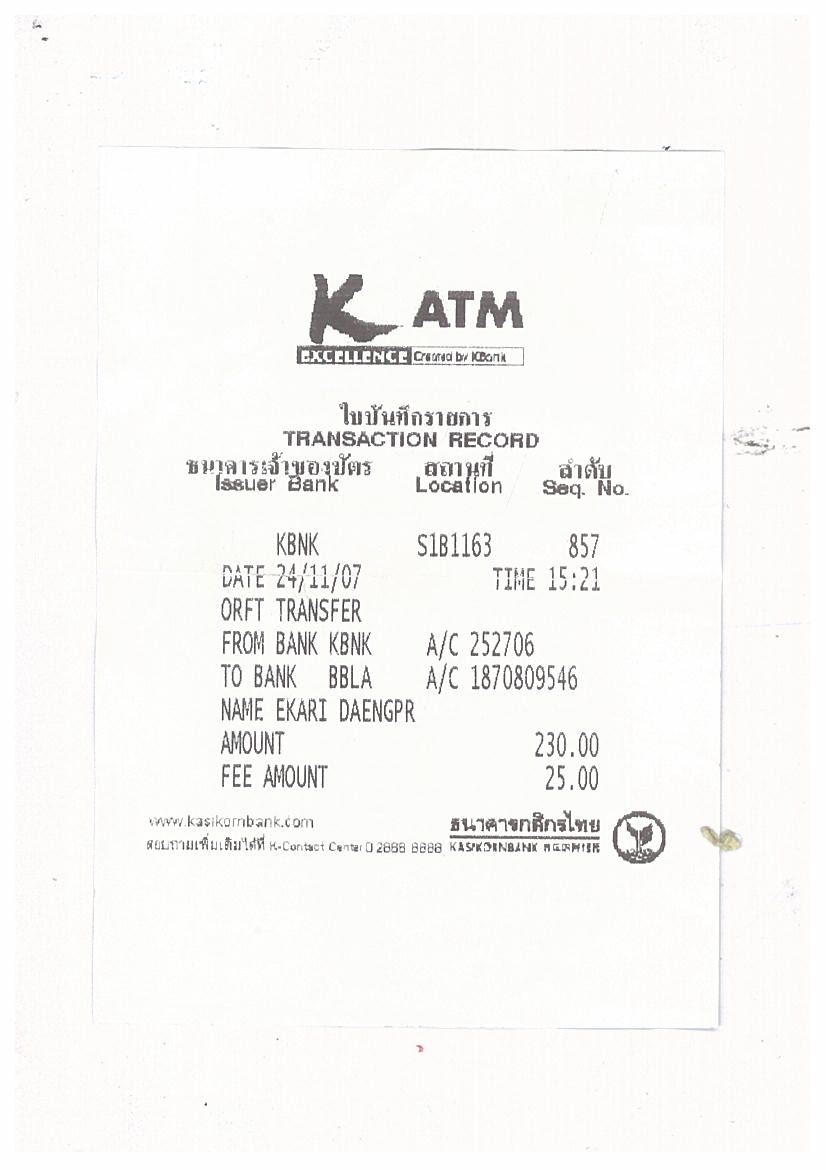 K ATM
EXCELLENCE Created by KBank
ใบบันทึกรายการ
TRANSACTION RECORD
ธนาคารเจ้าของบัตร สถานที่ ลำดับ
Issuer Bank Location Seq. No.
KBNK S1B1163 857
DATE 24/11/07 TIME 15:21
ORFT TRANSFER
FROM BANK KBNK A/C 252706
TO BANK BBLA A/C 1870809546
NAME EKARI DAENGPR
AMOUNT 230.00
FEE AMOUNT 25.00
www.kasikornbank.com ธนาคารกสิกรไทย
สอบถามเพิ่มเติมได้ที่ K-Contact Center 0 2888 8888 KASIKORNBANK